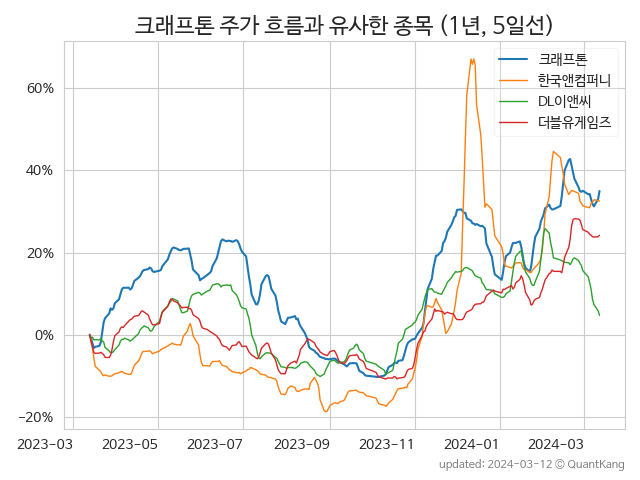 크래프톤 주가 흐름과 유사한 종목 (1년, 5일선)
크래프톤
한국앤컴퍼니
DL이앤씨
더블유게임즈
60%
40%
20%
0%
−20%
2023-03 2023-05 2023-07 2023-09 2023-11 2024-01 2024-03
updated: 2024-03-12 © QuantKang